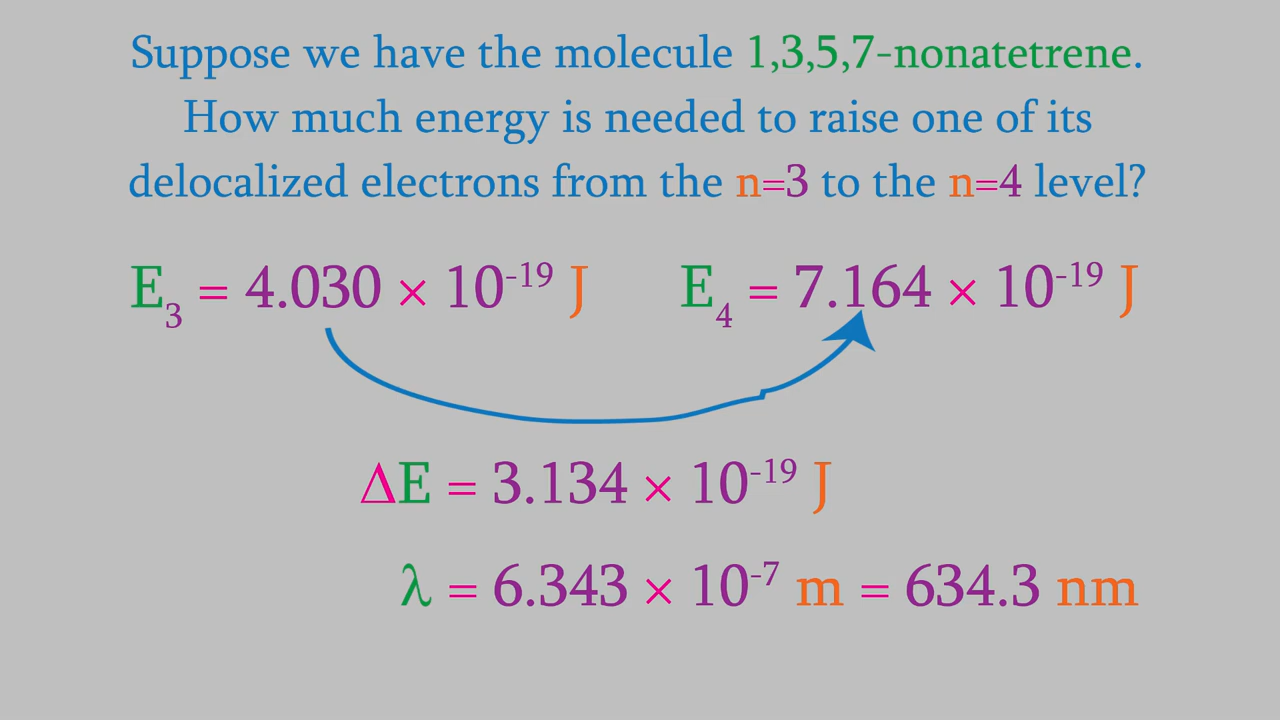 Suppose we have the molecule 1,3,5,7-nonatetrene.
How much energy is needed to raise one of its
delocalized electrons from the n=3 to the n=4 level?
E₃ = 4.030 × 10⁻¹⁹ J E₄ = 7.164 × 10⁻¹⁹ J
ΔE = 3.134 × 10⁻¹⁹ J
λ = 6.343 × 10⁻⁷ m = 634.3 nm